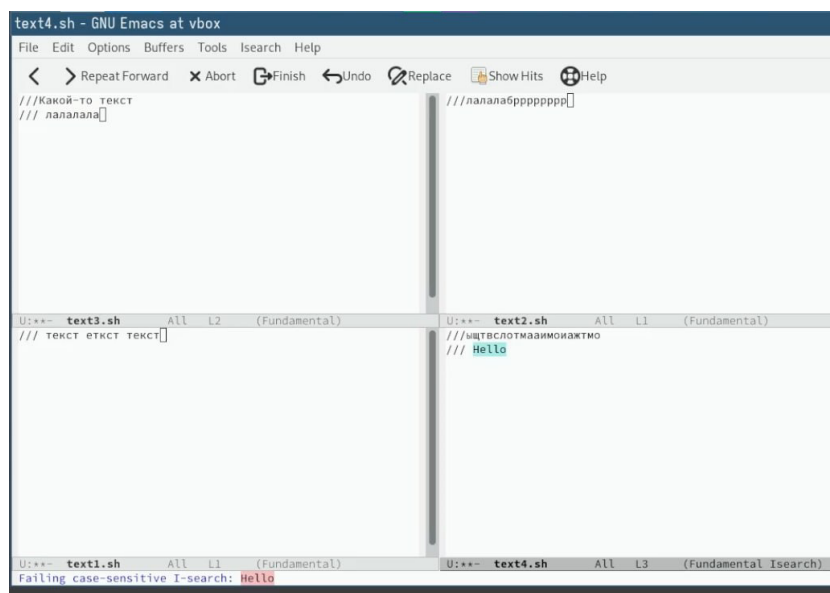 text4.sh - GNU Emacs at vbox
File Edit Options Buffers Tools Isearch Help
Repeat Forward Abort Finish Undo Replace Show Hits Help
///Какой-то текст
/// лалалала
U:**- text3.sh All L2 (Fundamental)
///лалалабрррррррр
U:**- text2.sh All L1 (Fundamental)
/// текст еткст текст
U:**- text1.sh All L1 (Fundamental)
///ыщтвслотмааимоиажтмо
/// Hello
U:**- text4.sh All L3 (Fundamental Isearch)
Failing case-sensitive I-search: Hello